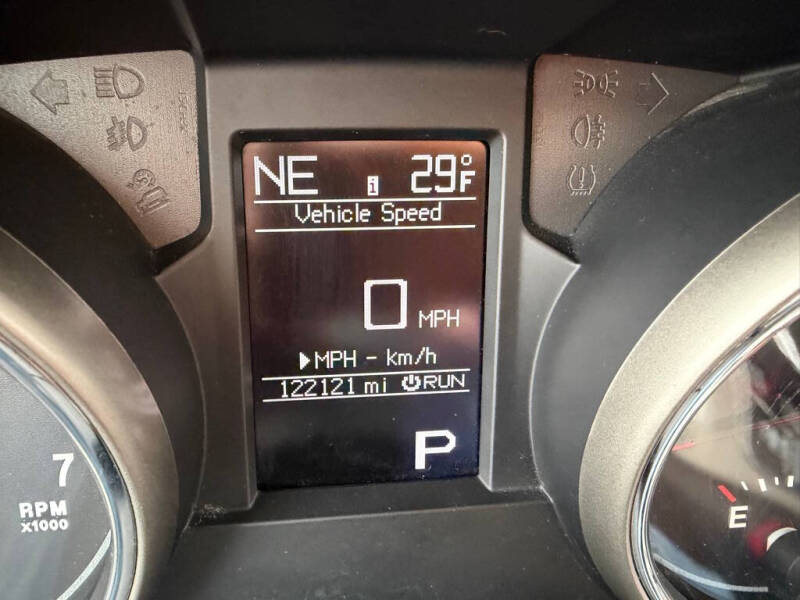 NE i 29°F
Vehicle Speed
0 MPH
▶MPH - km/h
122121 mi ⏻RUN
P
7
RPM
x1000
E